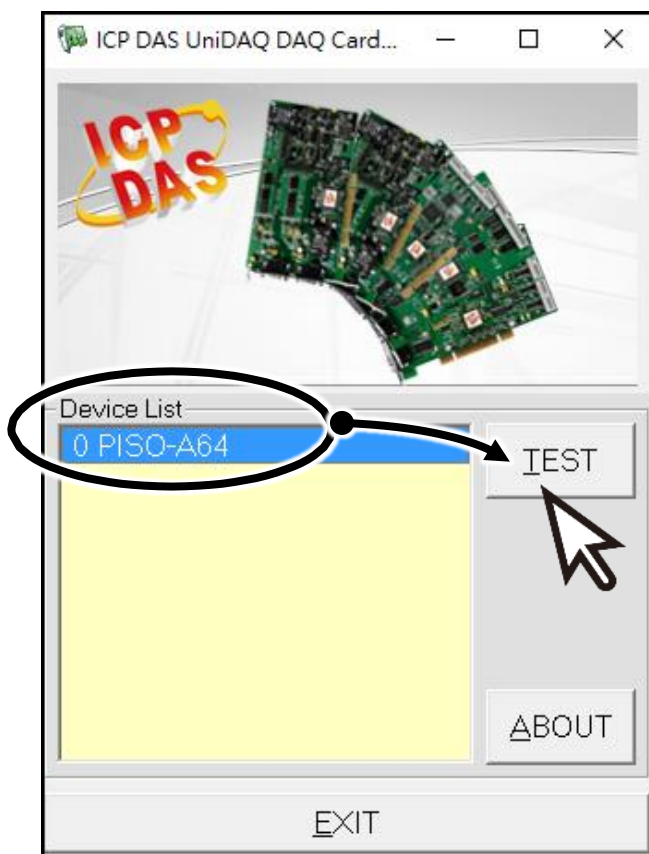 ICP DAS UniDAQ DAQ Card...
ICP
DAS
Device List
0 PISO-A64
TEST
ABOUT
EXIT